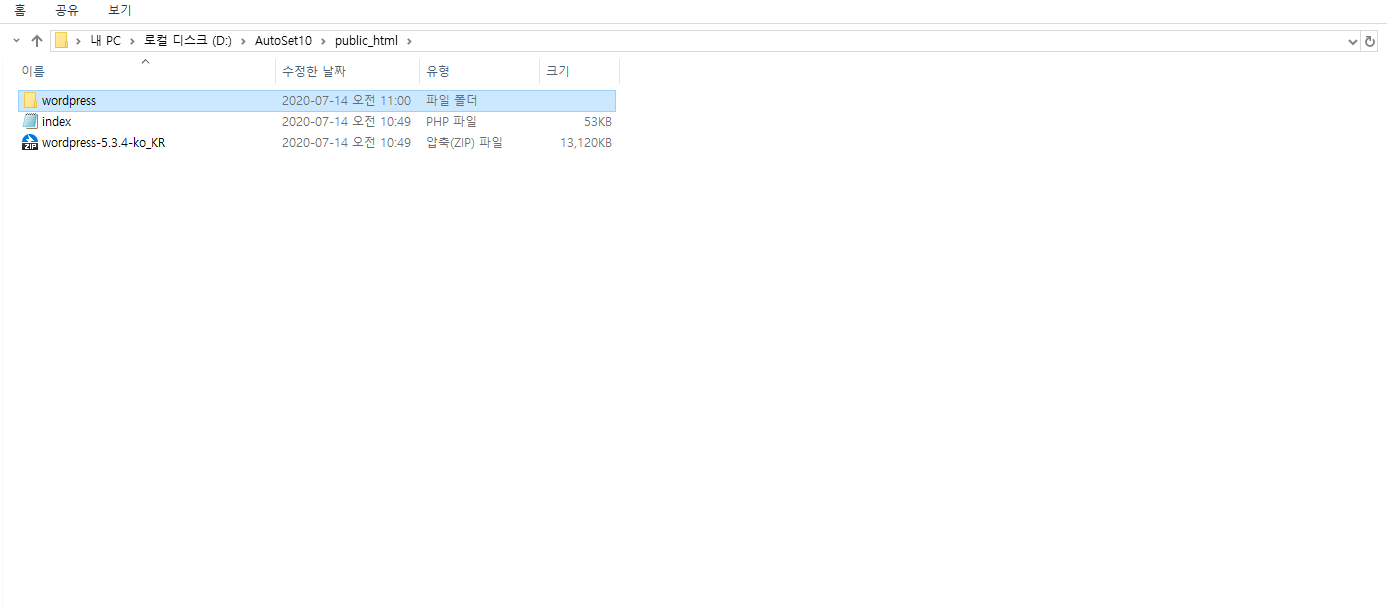 홈 공유 보기
내 PC 로컬 디스크 (D:) AutoSet10 public_html
이름 수정한 날짜 유형 크기
wordpress 2020-07-14 오전 11:00 파일 폴더
index 2020-07-14 오전 10:49 PHP 파일 53KB
ZIP wordpress-5.3.4-ko_KR 2020-07-14 오전 10:49 압축(ZIP) 파일 13,120KB